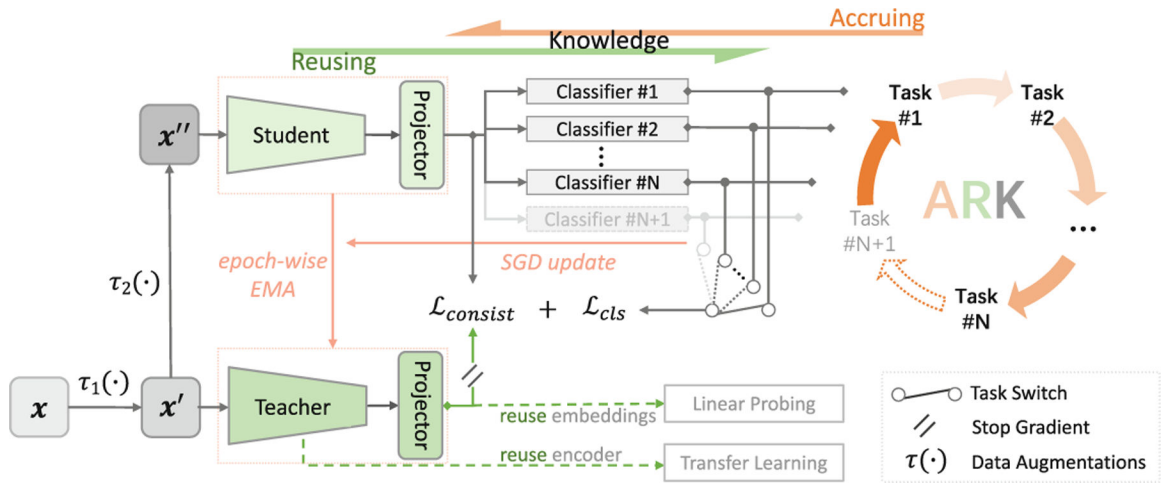 Accruing
Knowledge
Reusing
x''
Student
Projector
Classifier #1
Classifier #2
⋮
Classifier #N
Classifier #N+1
Task
#1
Task
#2
...
Task
#N
Task
#N+1
ARK
τ₂(·)
epoch-wise
EMA
SGD update
ℒconsist + ℒcls
x
τ₁(·)
x'
Teacher
Projector
reuse embeddings
Linear Probing
reuse encoder
Transfer Learning
Task Switch
// Stop Gradient
τ(·) Data Augmentations